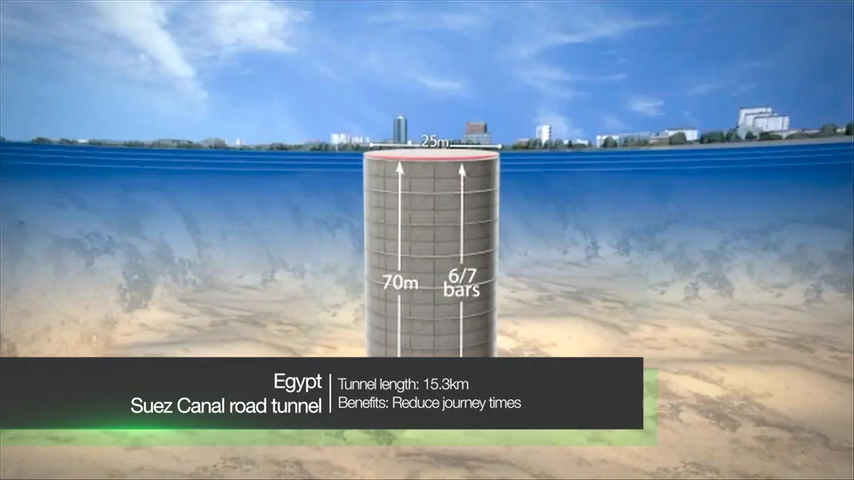 25m
70m
6/7
bars
Egypt
Suez Canal road tunnel
Tunnel length: 15.3km
Benefits: Reduce journey times